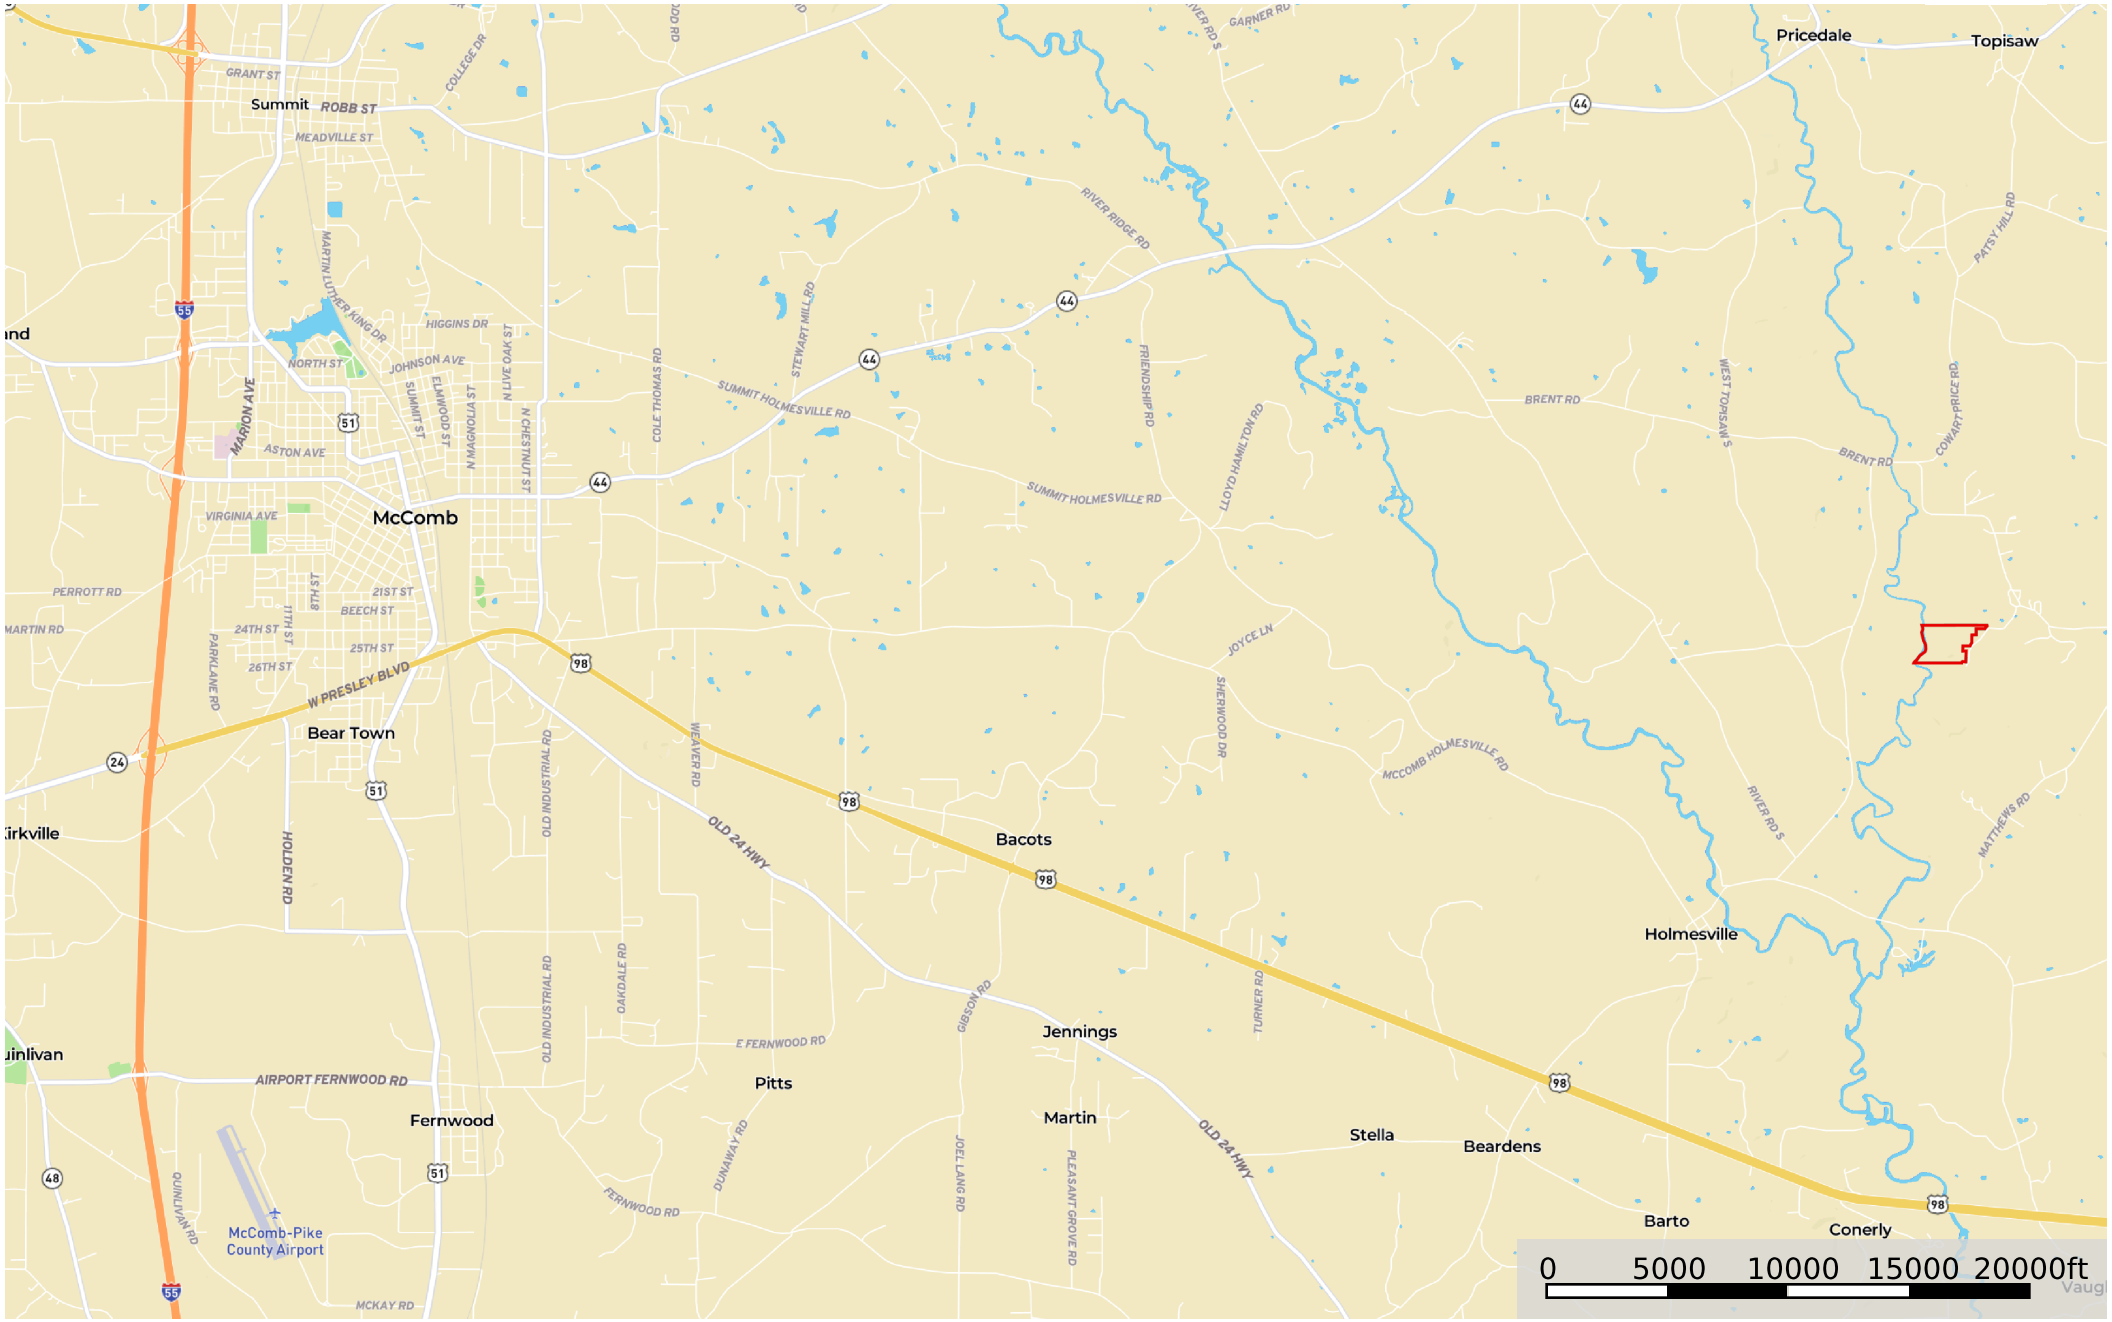 RIVER RD S
GARNER RD
Pricedale
Topisaw
COLLEGE DR
GRANT ST
Summit
ROBB ST
44
MEADVILLE ST
RIVER RIDGE RD
PATSY HILL RD
MARTIN LUTHER KING DR
55
44
HIGGINS DR
STEWART MILL RD
N LIVE OAK ST
44
NORTH ST
JOHNSON AVE
COLE THOMAS RD
FRIENDSHIP RD
WEST TOPISAW S
COWART-PRICE RD
MARION AVE
SUMMIT ST
ELMWOOD ST
N MAGNOLIA ST
SUMMIT HOLMESVILLE RD
BRENT RD
51
N CHESTNUT ST
LLOYD HAMILTON RD
ASTON AVE
BRENT RD
44
SUMMIT HOLMESVILLE RD
VIRGINIA AVE
McComb
PERROTT RD
8TH ST
21ST ST
BEECH ST
11TH ST
MARTIN RD
24TH ST
25TH ST
JOYCE LN
26TH ST
PARKLANE RD
W PRESLEY BLVD
98
SHERWOOD DR
Bear Town
WEAVER RD
OLD INDUSTRIAL RD
MCCOMB HOLMESVILLE RD
24
51
98
RIVER RD S
MATTHEWS RD
Kirkville
HOLDEN RD
OLD 24 HWY
Bacots
98
Holmesville
OAKDALE RD
OLD INDUSTRIAL RD
GIBSON RD
TURNER RD
Jennings
E FERNWOOD RD
uinlivan
AIRPORT FERNWOOD RD
Pitts
98
Fernwood
Martin
Stella
Beardens
OLD 24 HWY
DUNAWAY RD
JOEL LANG RD
PLEASANT GROVE RD
51
48
QUINLIVAN RD
FERNWOOD RD
98
McComb-Pike
County Airport
Barto
Conerly
0 5000 10000 15000 20000ft
55
MCKAY RD